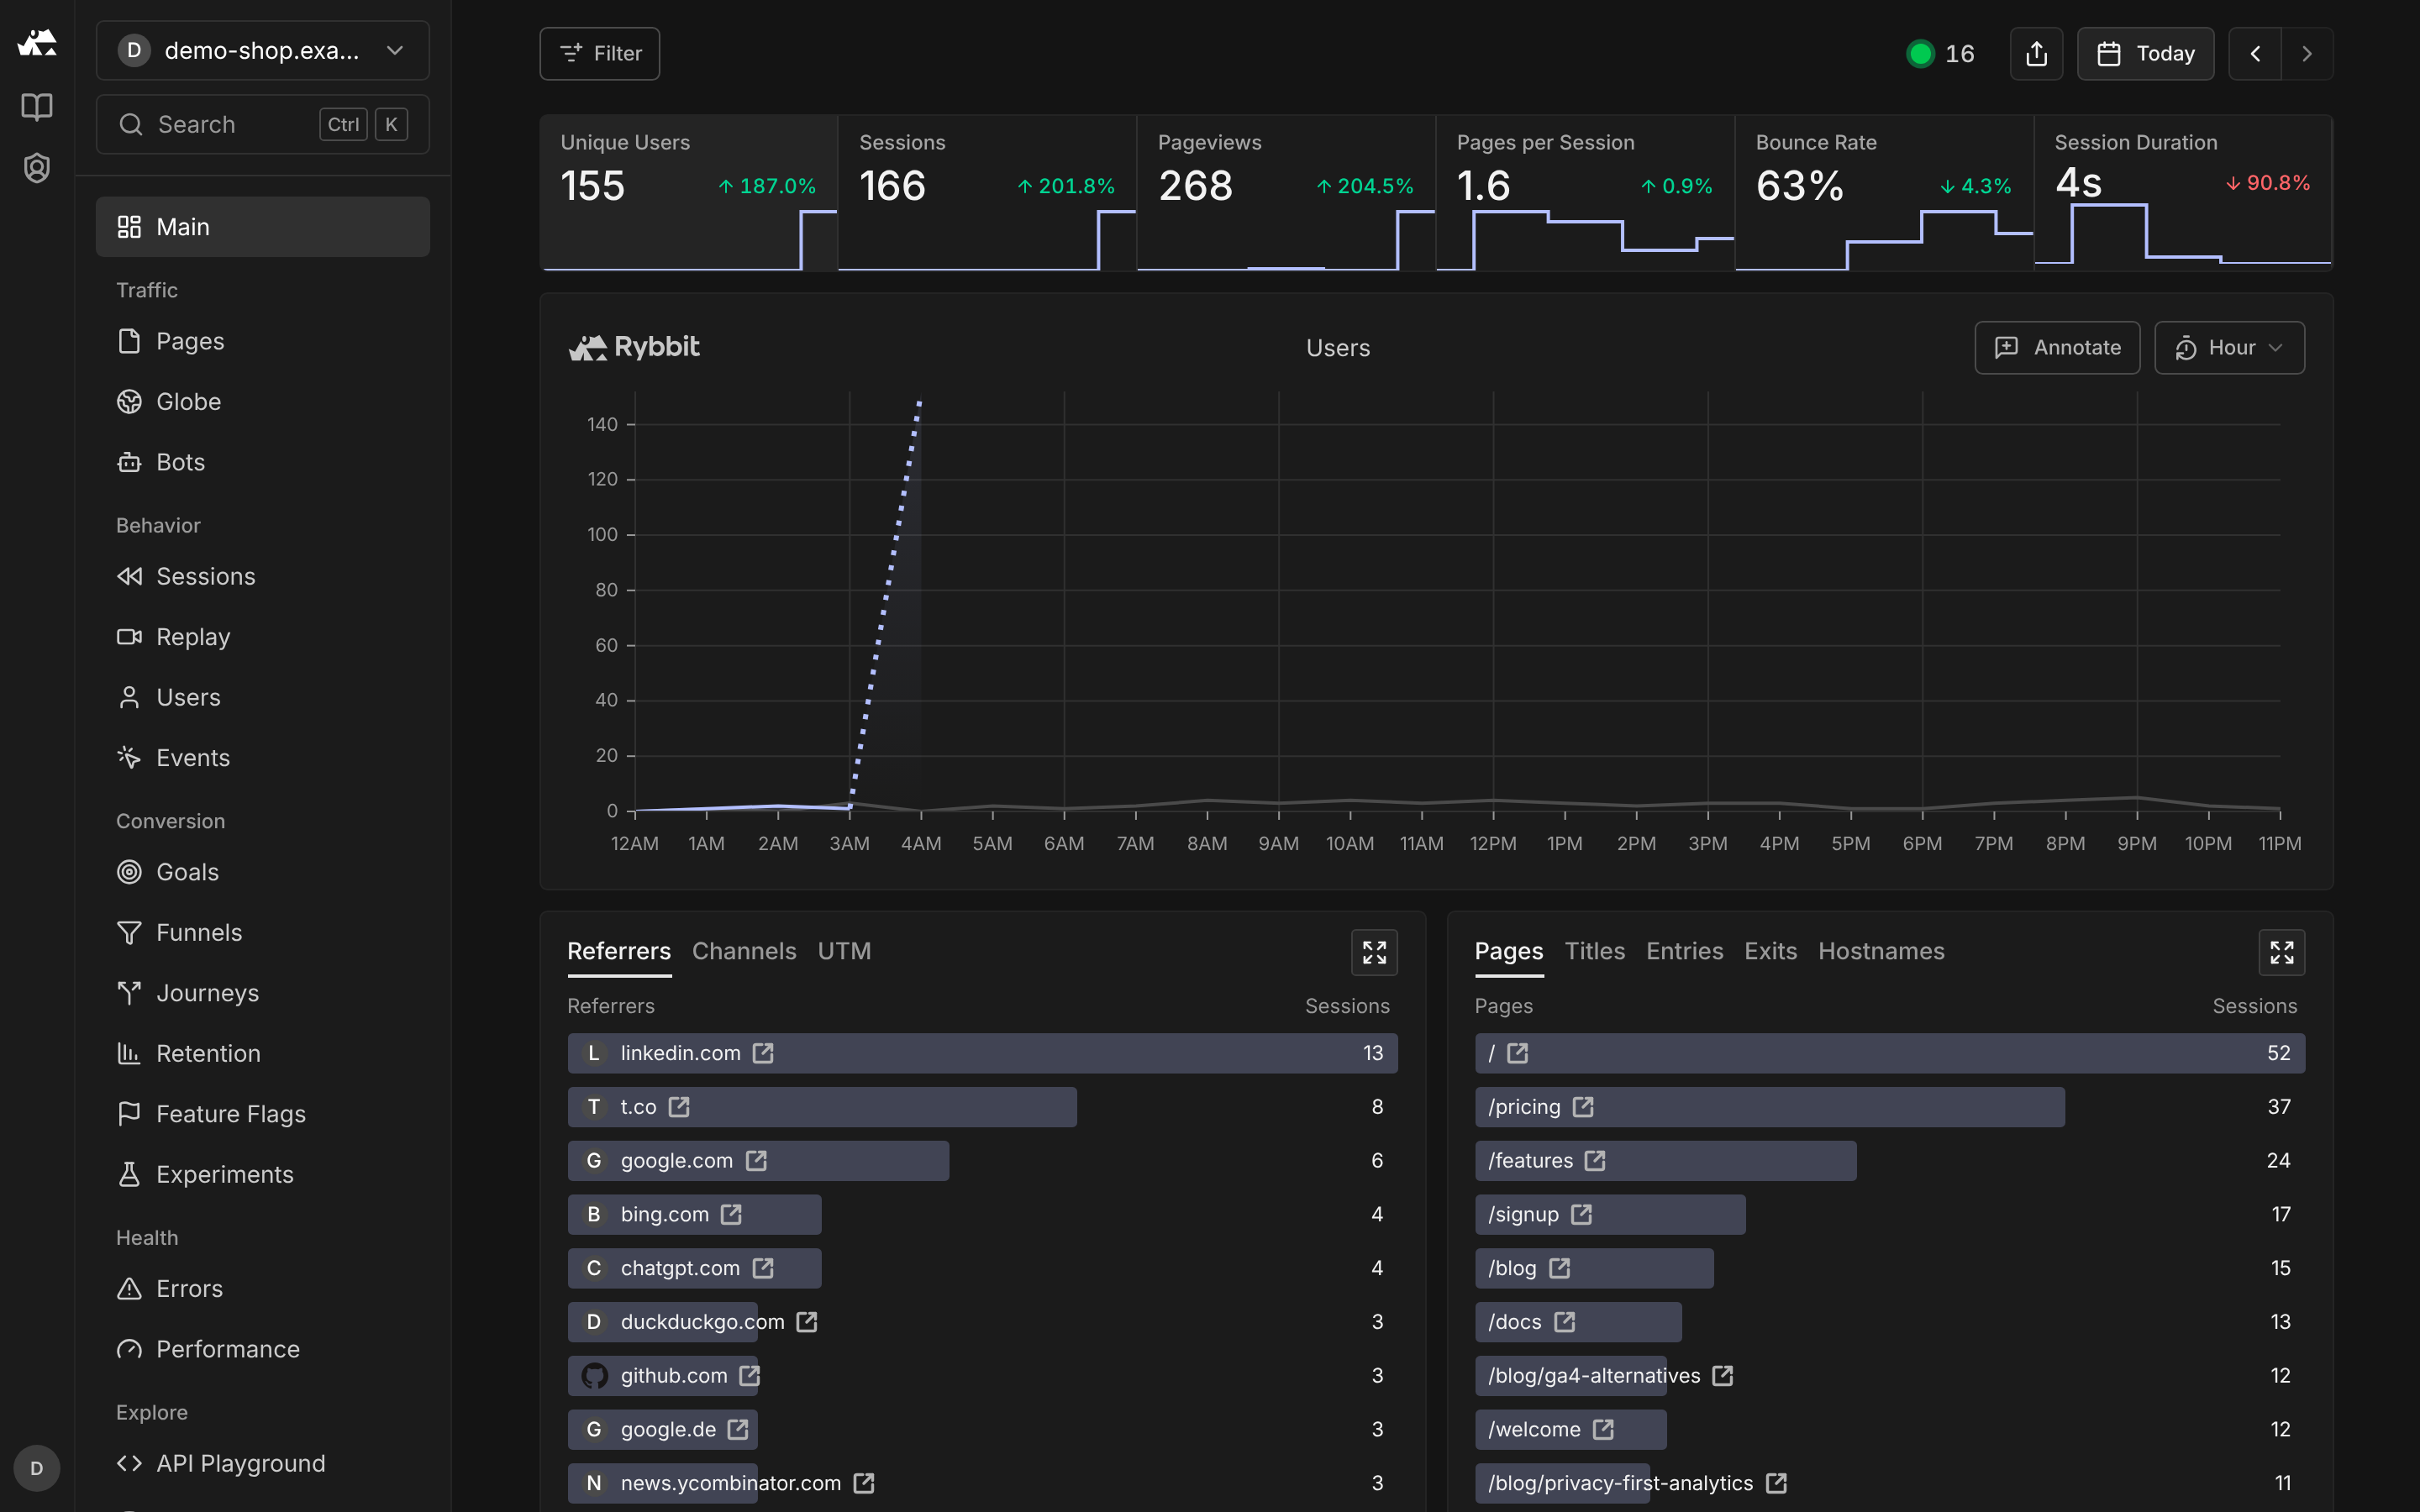 D demo-shop.exa...
Search Ctrl K
Main
Traffic
Pages
Globe
Bots
Behavior
Sessions
Replay
Users
Events
Conversion
Goals
Funnels
Journeys
Retention
Feature Flags
Experiments
Health
Errors
Performance
Explore
API Playground
D
Filter
16
Today
Unique Users
155 187.0%
Sessions
166 201.8%
Pageviews
268 204.5%
Pages per Session
1.6 0.9%
Bounce Rate
63% 4.3%
Session Duration
4s 90.8%
Rybbit
Users
Annotate
Hour
140
120
100
80
60
40
20
0
12AM 1AM 2AM 3AM 4AM 5AM 6AM 7AM 8AM 9AM 10AM 11AM 12PM 1PM 2PM 3PM 4PM 5PM 6PM 7PM 8PM 9PM 10PM 11PM
Referrers Channels UTM
Referrers Sessions
L linkedin.com 13
T t.co 8
G google.com 6
B bing.com 4
C chatgpt.com 4
D duckduckgo.com 3
github.com 3
G google.de 3
N news.ycombinator.com 3
Pages Titles Entries Exits Hostnames
Pages Sessions
/ 52
/pricing 37
/features 24
/signup 17
/blog 15
/docs 13
/blog/ga4-alternatives 12
/welcome 12
/blog/privacy-first-analytics 11